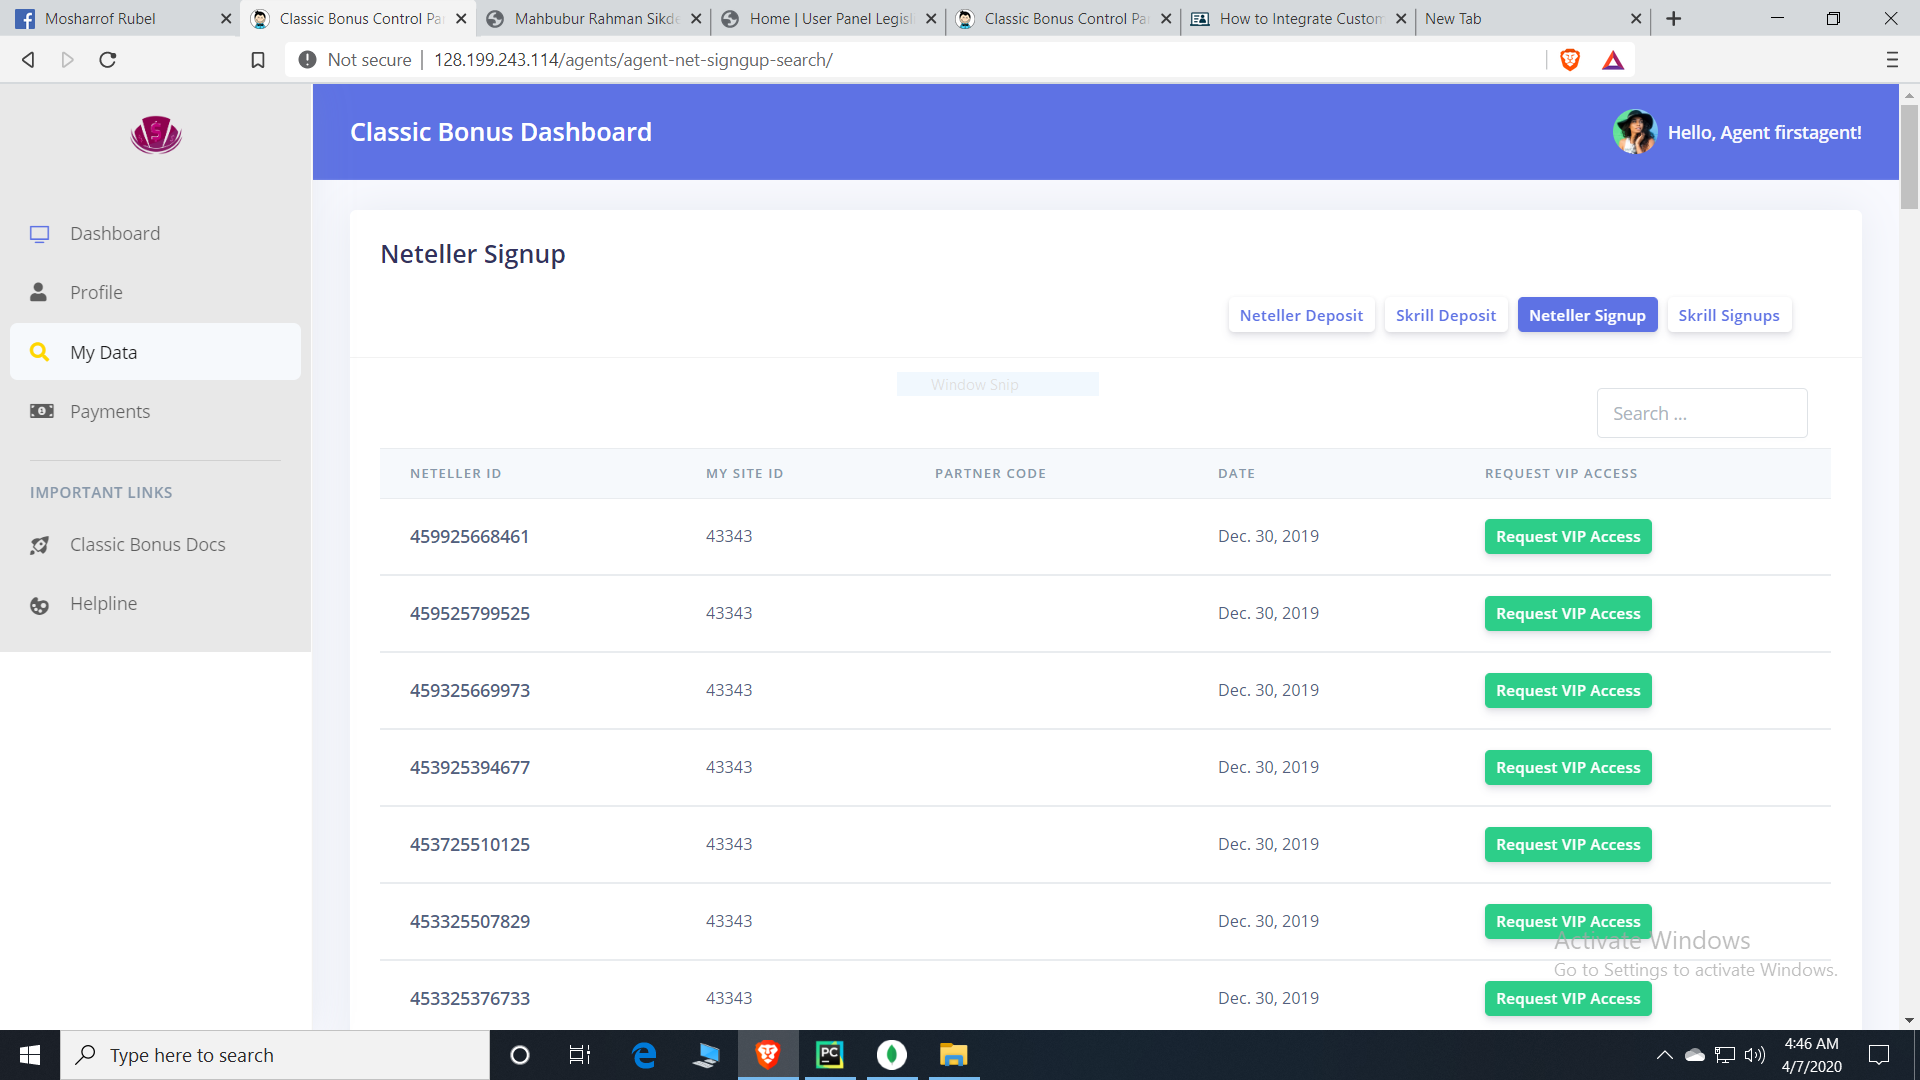 Mosharrof Rubel
Classic Bonus Control Pa
Mahbubur Rahman Sikde
Home | User Panel Legisl
Classic Bonus Control Pa
How to Integrate Custom
New Tab
Not secure | 128.199.243.114/agents/agent-net-signgup-search/
Classic Bonus Dashboard
Hello, Agent firstagent!
Dashboard
Profile
My Data
Payments
IMPORTANT LINKS
Classic Bonus Docs
Helpline
Neteller Signup
Neteller Deposit Skrill Deposit Neteller Signup Skrill Signups
Window Snip
Search ...
NETELLER ID MY SITE ID PARTNER CODE DATE REQUEST VIP ACCESS
459925668461 43343 Dec. 30, 2019 Request VIP Access
459525799525 43343 Dec. 30, 2019 Request VIP Access
459325669973 43343 Dec. 30, 2019 Request VIP Access
453925394677 43343 Dec. 30, 2019 Request VIP Access
453725510125 43343 Dec. 30, 2019 Request VIP Access
453325507829 43343 Dec. 30, 2019 Request VIP Access
Activate Windows
Go to Settings to activate Windows.
453325376733 43343 Dec. 30, 2019 Request VIP Access
Type here to search
PC
4:46 AM
4/7/2020